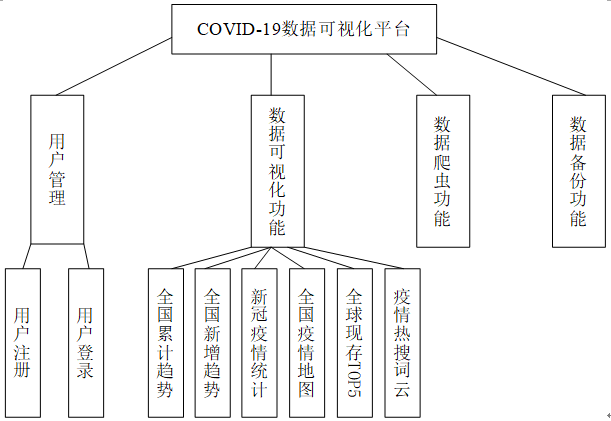 COVID-19数据可视化平台
用户管理
数据可视化功能
数据爬虫功能
数据备份功能
用户注册
用户登录
全国累计趋势
全国新增趋势
新冠疫情统计
全国疫情地图
全球现存TOP5
疫情热搜词云